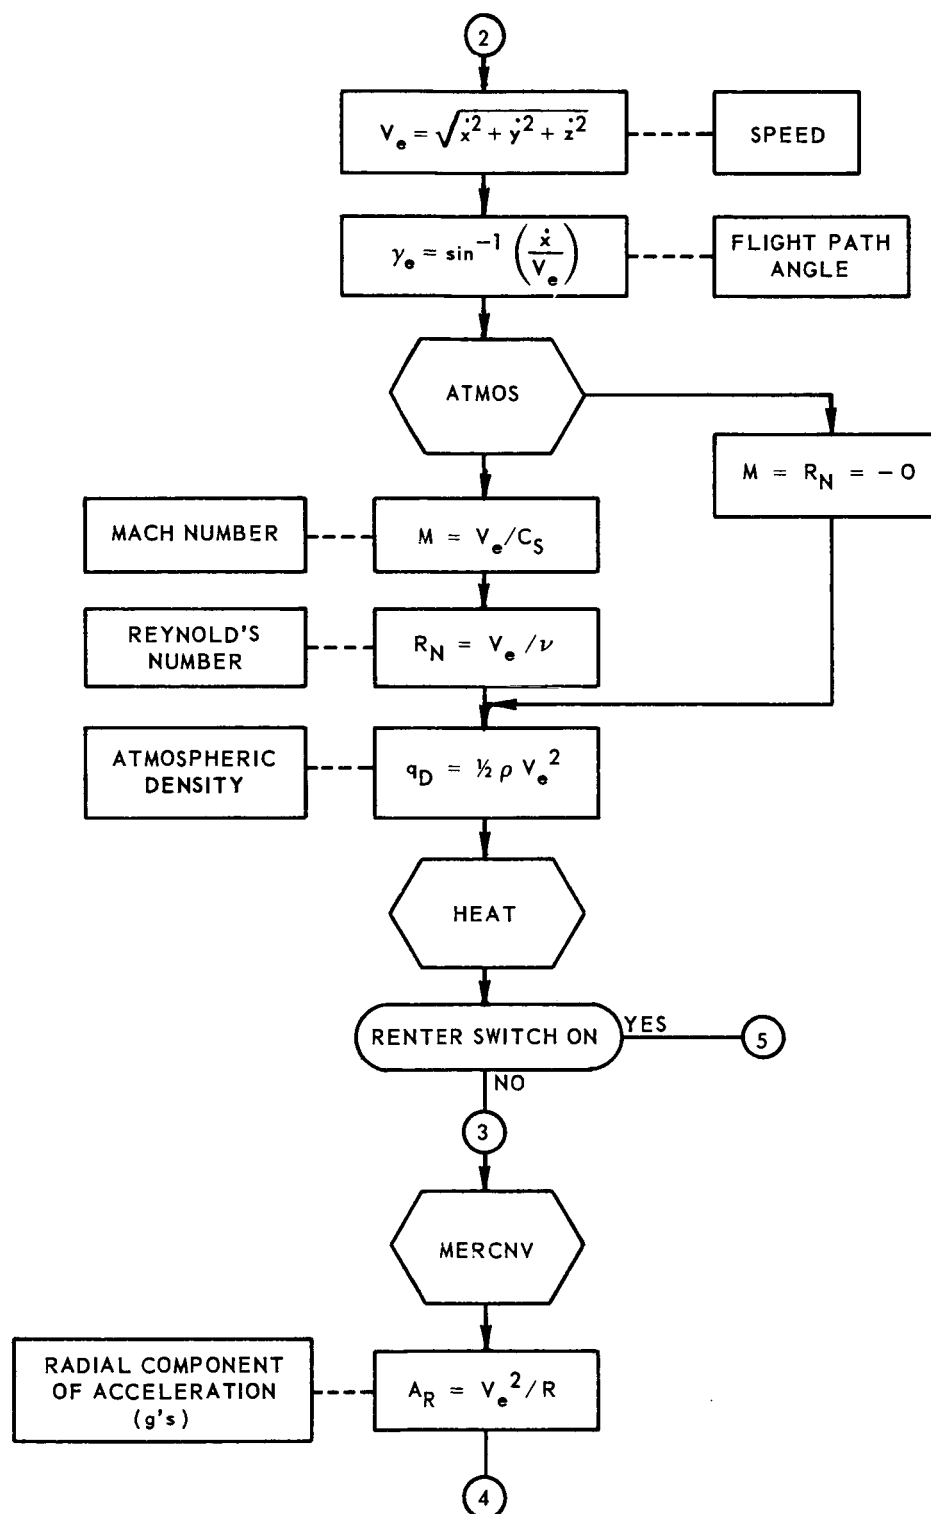 2
V_e = √(ẋ² + ẏ² + ż²)
SPEED
γ_e = sin⁻¹ (ẋ / V_e)
FLIGHT PATH
ANGLE
ATMOS
M = R_N = − 0
MACH NUMBER
M = V_e/C_S
REYNOLD'S
NUMBER
R_N = V_e/ν
ATMOSPHERIC
DENSITY
q_D = ½ ρ V_e²
HEAT
RENTER SWITCH ON
YES
5
NO
3
MERCNV
RADIAL COMPONENT
OF ACCELERATION
(g's)
A_R = V_e²/R
4